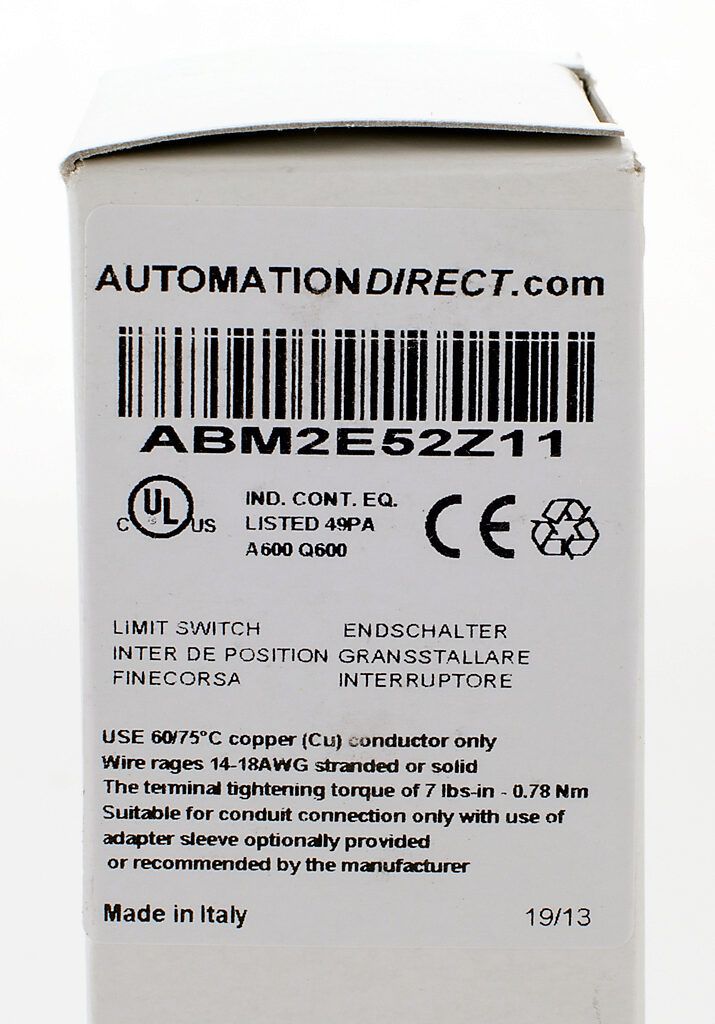 AUTOMATIONDIRECT.com
ABM2E52Z11
C UL US
IND. CONT. EQ.
LISTED 49PA
A600 Q600
CE
LIMIT SWITCH ENDSCHALTER
INTER DE POSITION GRANSSTALLARE
FINECORSA INTERRUPTORE
USE 60/75°C copper (Cu) conductor only
Wire rages 14-18AWG stranded or solid
The terminal tightening torque of 7 lbs-in - 0.78 Nm
Suitable for conduit connection only with use of
adapter sleeve optionally provided
or recommended by the manufacturer
Made in Italy 19/13